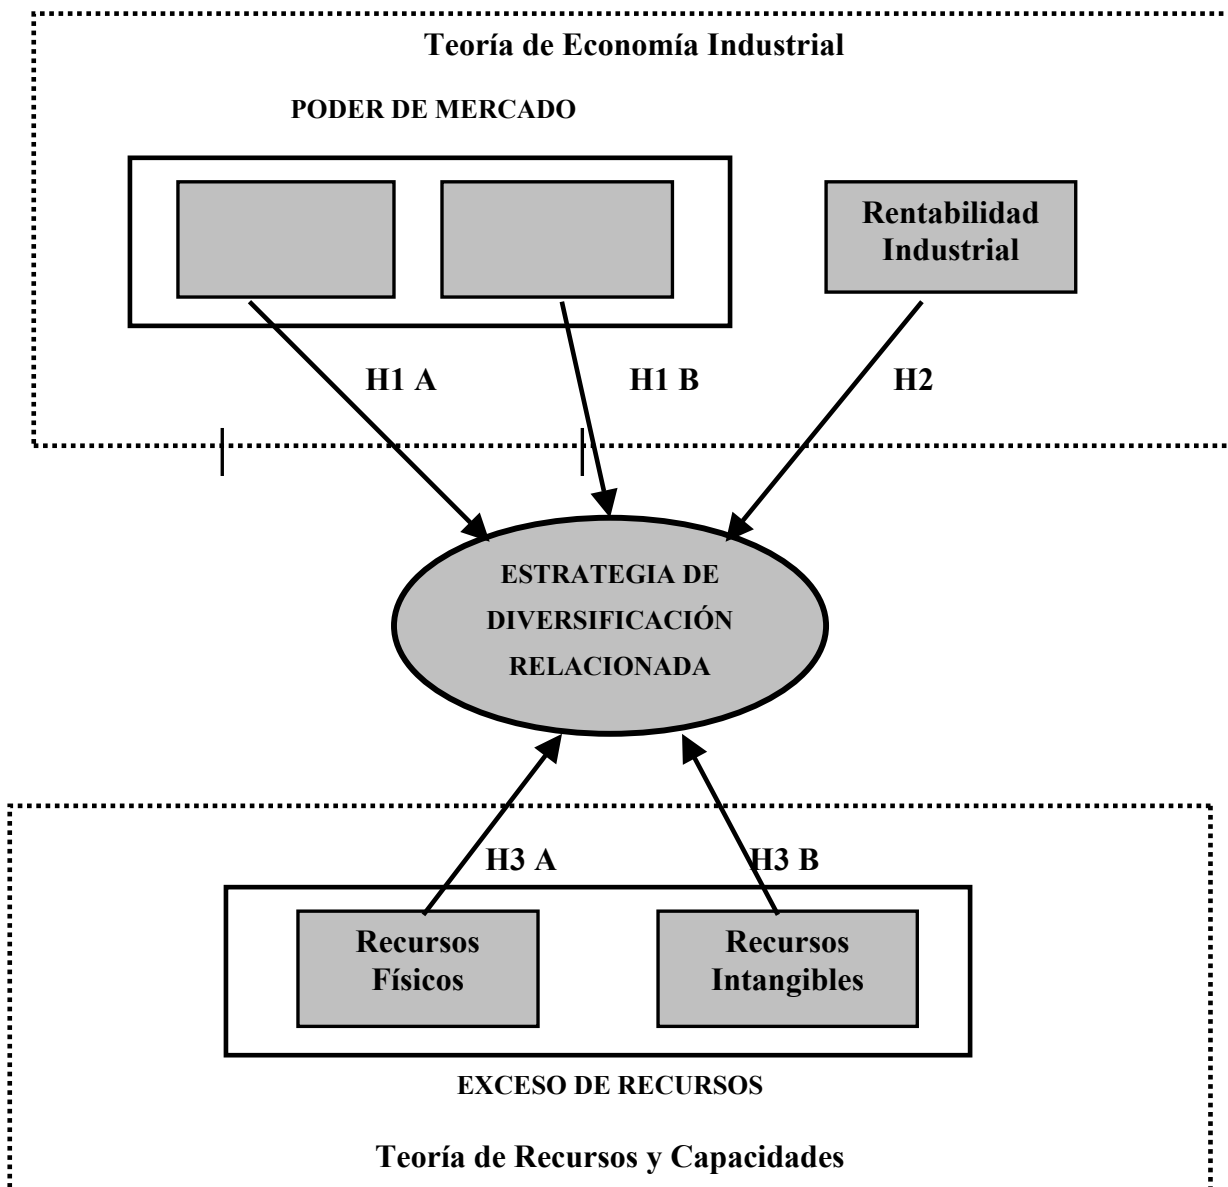 Teoría de Economía Industrial
PODER DE MERCADO
Rentabilidad
Industrial
H1 A
H1 B
H2
ESTRATEGIA DE
DIVERSIFICACIÓN
RELACIONADA
H3 A
H3 B
Recursos
Físicos
Recursos
Intangibles
EXCESO DE RECURSOS
Teoría de Recursos y Capacidades